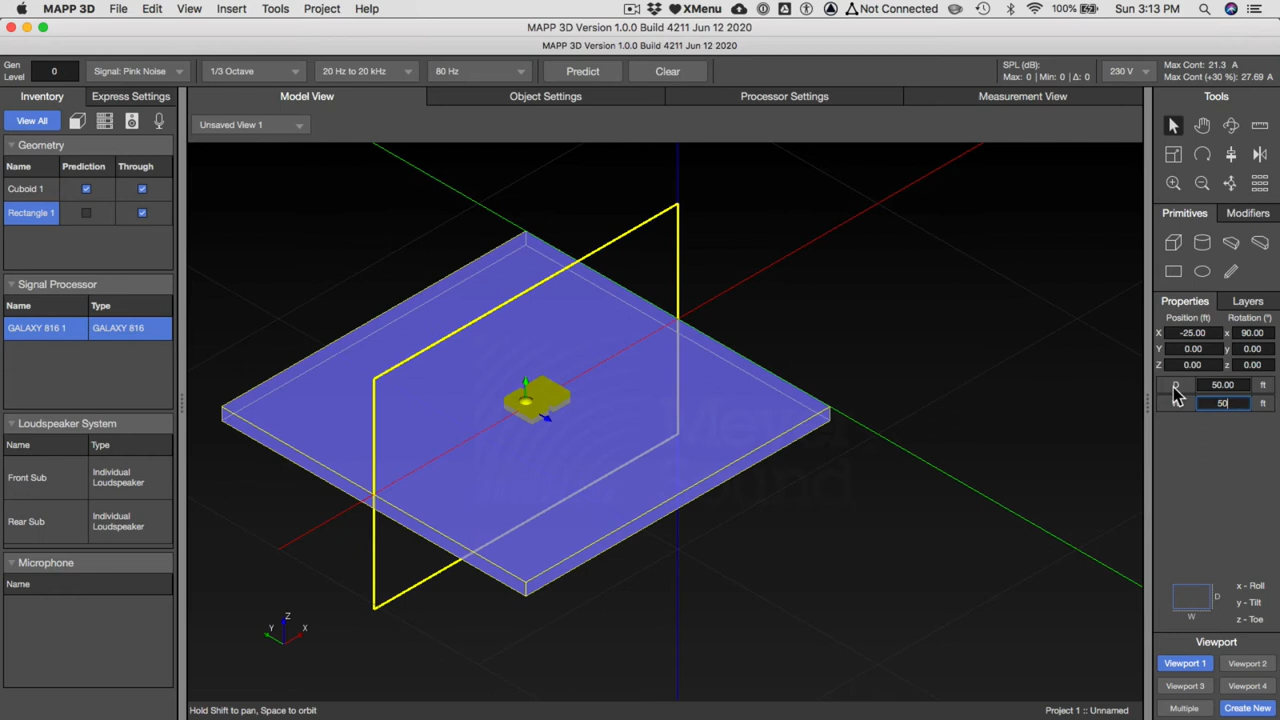 MAPP 3D File Edit View Insert Tools Project Help XMenu Not Connected 100% Sun 3:13 PM
MAPP 3D Version 1.0.0 Build 4211 Jun 12 2020
MAPP 3D Version 1.0.0 Build 4211 Jun 12 2020
Gen Level 0 Signal: Pink Noise 1/3 Octave 20 Hz to 20 kHz 80 Hz Predict Clear SPL (dB): Max: 0 | Min: 0 | Δ: 0 230 V Max Cont: 21.3 A Max Cont (+30 %): 27.69 A
Inventory Express Settings Model View Object Settings Processor Settings Measurement View Tools
View All Unsaved View 1
Geometry
Name Prediction Through
Cuboid 1
Rectangle 1
Primitives Modifiers
Signal Processor
Name Type
GALAXY 816 1 GALAXY 816
Properties Layers
Position (ft) Rotation (°)
X -25.00 x 90.00
Y 0.00 y 0.00
Z 0.00 z 0.00
D 50.00 ft
50 ft
Loudspeaker System
Name Type
Front Sub Individual Loudspeaker
Rear Sub Individual Loudspeaker
Microphone
Name
Meyer Sound
Z
Y X
D
W
x - Roll
y - Tilt
z - Toe
Viewport
Viewport 1 Viewport 2
Viewport 3 Viewport 4
Multiple Create New
Hold Shift to pan, Space to orbit Project 1 :: Unnamed